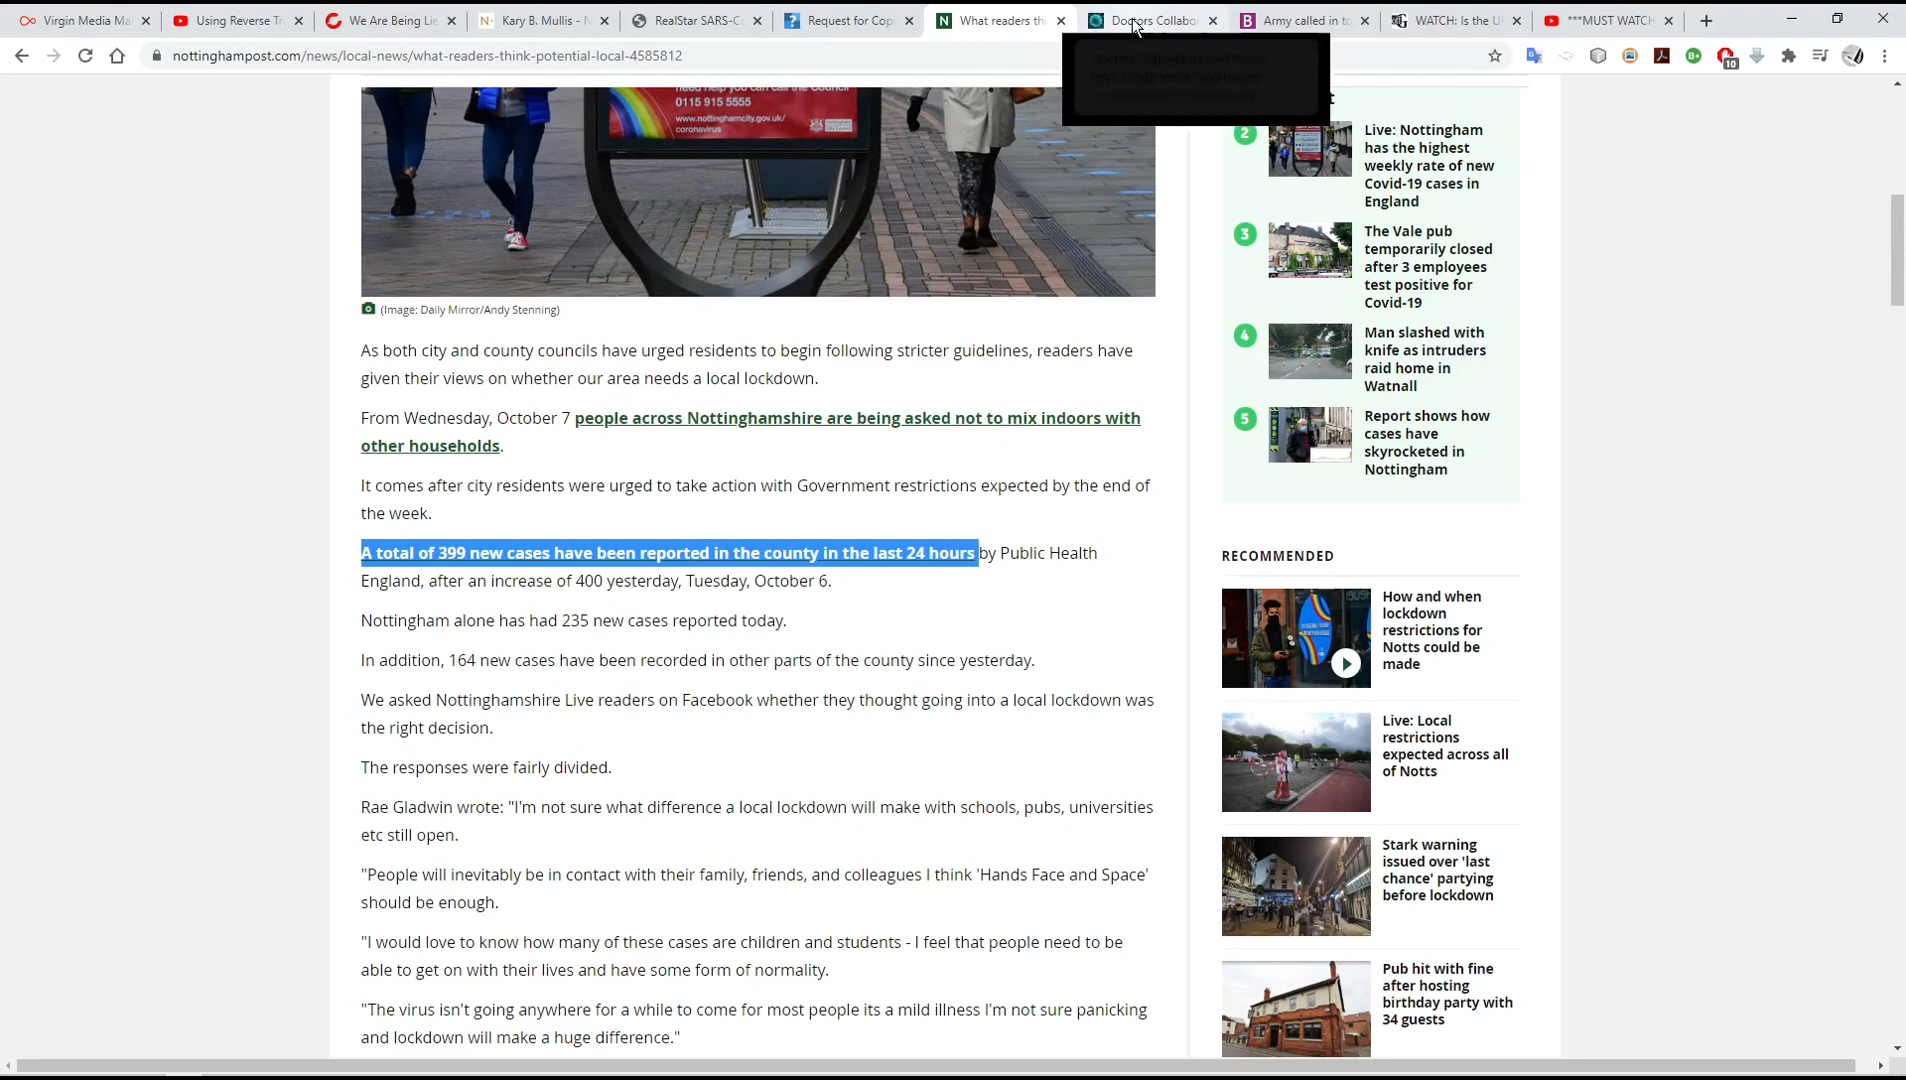 Virgin Media Ma
Using Reverse Tra
We Are Being Lie
Kary B. Mullis - N
RealStar SARS-Co
Request for Copi
What readers thi
Doctors Collabor
Army called in to
WATCH: Is the U
***MUST WATCH
nottinghampost.com/news/local-news/what-readers-think-potential-local-4585812
10
need help you can call the Council
0115 915 5555
www.nottinghamcity.gov.uk/
coronavirus
(Image: Daily Mirror/Andy Stenning)
As both city and county councils have urged residents to begin following stricter guidelines, readers have
given their views on whether our area needs a local lockdown.
From Wednesday, October 7 people across Nottinghamshire are being asked not to mix indoors with
other households.
It comes after city residents were urged to take action with Government restrictions expected by the end of
the week.
A total of 399 new cases have been reported in the county in the last 24 hours by Public Health
England, after an increase of 400 yesterday, Tuesday, October 6.
Nottingham alone has had 235 new cases reported today.
In addition, 164 new cases have been recorded in other parts of the county since yesterday.
We asked Nottinghamshire Live readers on Facebook whether they thought going into a local lockdown was
the right decision.
The responses were fairly divided.
Rae Gladwin wrote: "I'm not sure what difference a local lockdown will make with schools, pubs, universities
etc still open.
"People will inevitably be in contact with their family, friends, and colleagues I think 'Hands Face and Space'
should be enough.
"I would love to know how many of these cases are children and students - I feel that people need to be
able to get on with their lives and have some form of normality.
"The virus isn't going anywhere for a while to come for most people its a mild illness I'm not sure panicking
and lockdown will make a huge difference."
2
Live: Nottingham
has the highest
weekly rate of new
Covid-19 cases in
England
3
The Vale pub
temporarily closed
after 3 employees
test positive for
Covid-19
4
Man slashed with
knife as intruders
raid home in
Watnall
5
Report shows how
cases have
skyrocketed in
Nottingham
RECOMMENDED
How and when
lockdown
restrictions for
Notts could be
made
Live: Local
restrictions
expected across all
of Notts
Stark warning
issued over 'last
chance' partying
before lockdown
Pub hit with fine
after hosting
birthday party with
34 guests